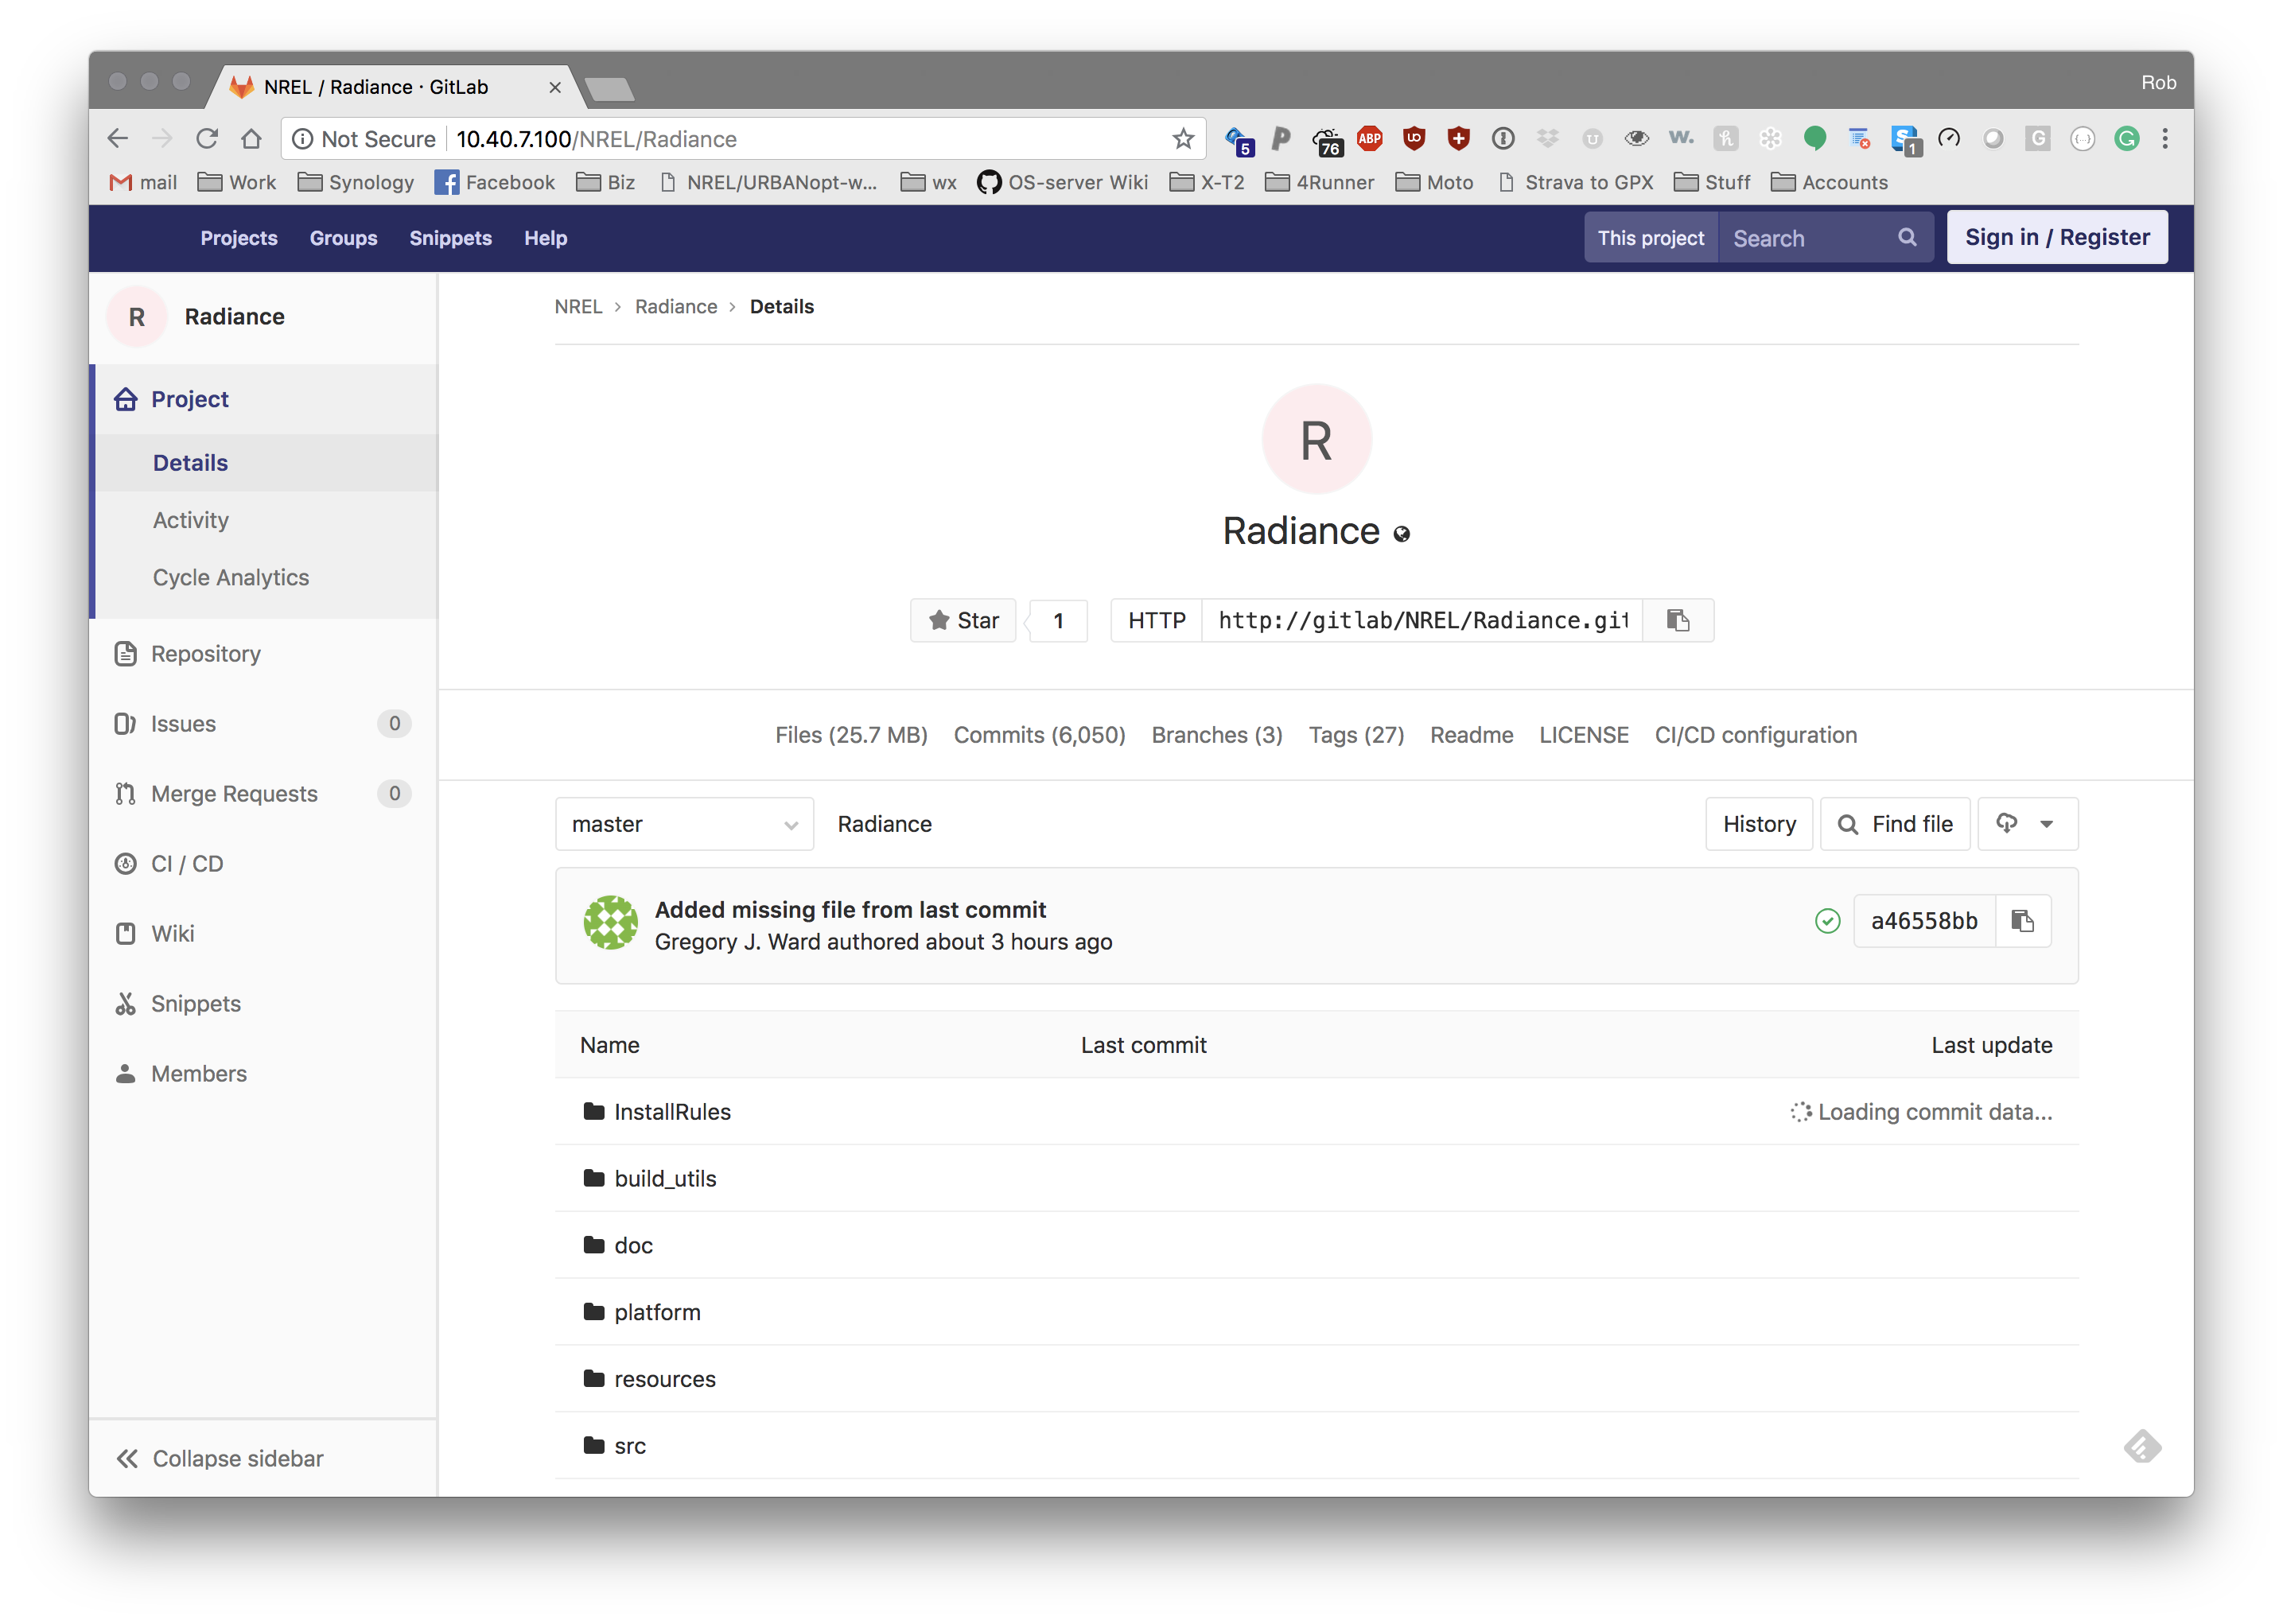 NREL / Radiance · GitLab
Rob
Not Secure 10.40.7.100/NREL/Radiance
5 76 ABP 1
mail Work Synology Facebook Biz NREL/URBANopt-w... wx OS-server Wiki X-T2 4Runner Moto Strava to GPX Stuff Accounts
Projects Groups Snippets Help This project Search Sign in / Register
R Radiance
NREL > Radiance > Details
Project
Details
Activity
Cycle Analytics
Repository
Issues 0
Merge Requests 0
CI / CD
Wiki
Snippets
Members
Collapse sidebar
R
Radiance
Star 1 HTTP http://gitlab/NREL/Radiance.git
Files (25.7 MB) Commits (6,050) Branches (3) Tags (27) Readme LICENSE CI/CD configuration
master Radiance History Find file
Added missing file from last commit
Gregory J. Ward authored about 3 hours ago
a46558bb
Name Last commit Last update
InstallRules Loading commit data...
build_utils
doc
platform
resources
src